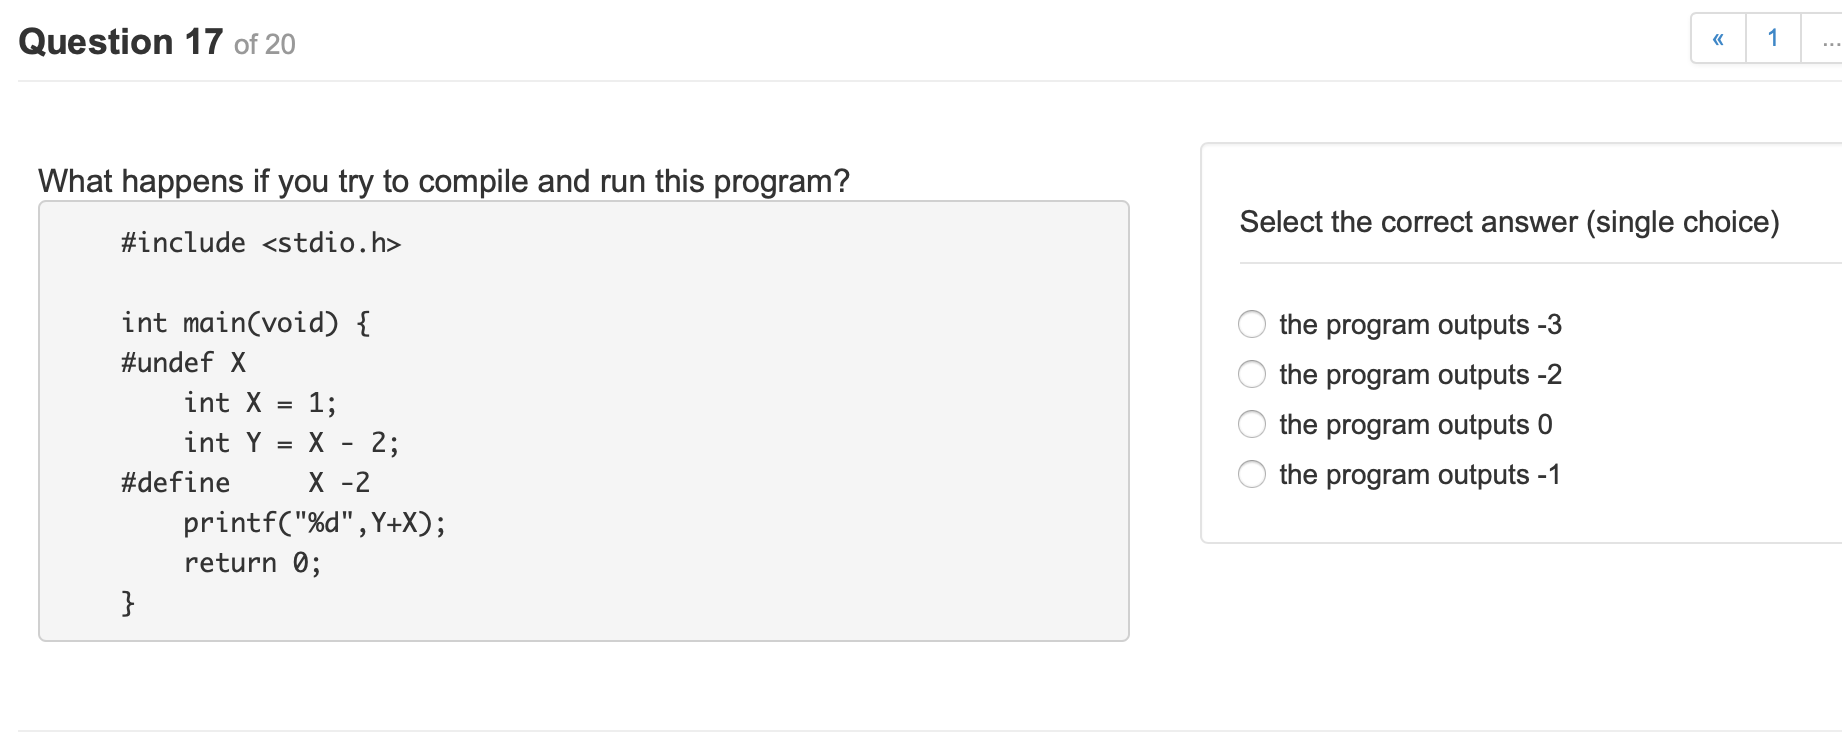 Question 17 of 20
« 1 ...
What happens if you try to compile and run this program?
#include <stdio.h>
int main(void) {
#undef X
int X = 1;
int Y = X - 2;
#define X -2
printf("%d",Y+X);
return 0;
}
Select the correct answer (single choice)
the program outputs -3
the program outputs -2
the program outputs 0
the program outputs -1